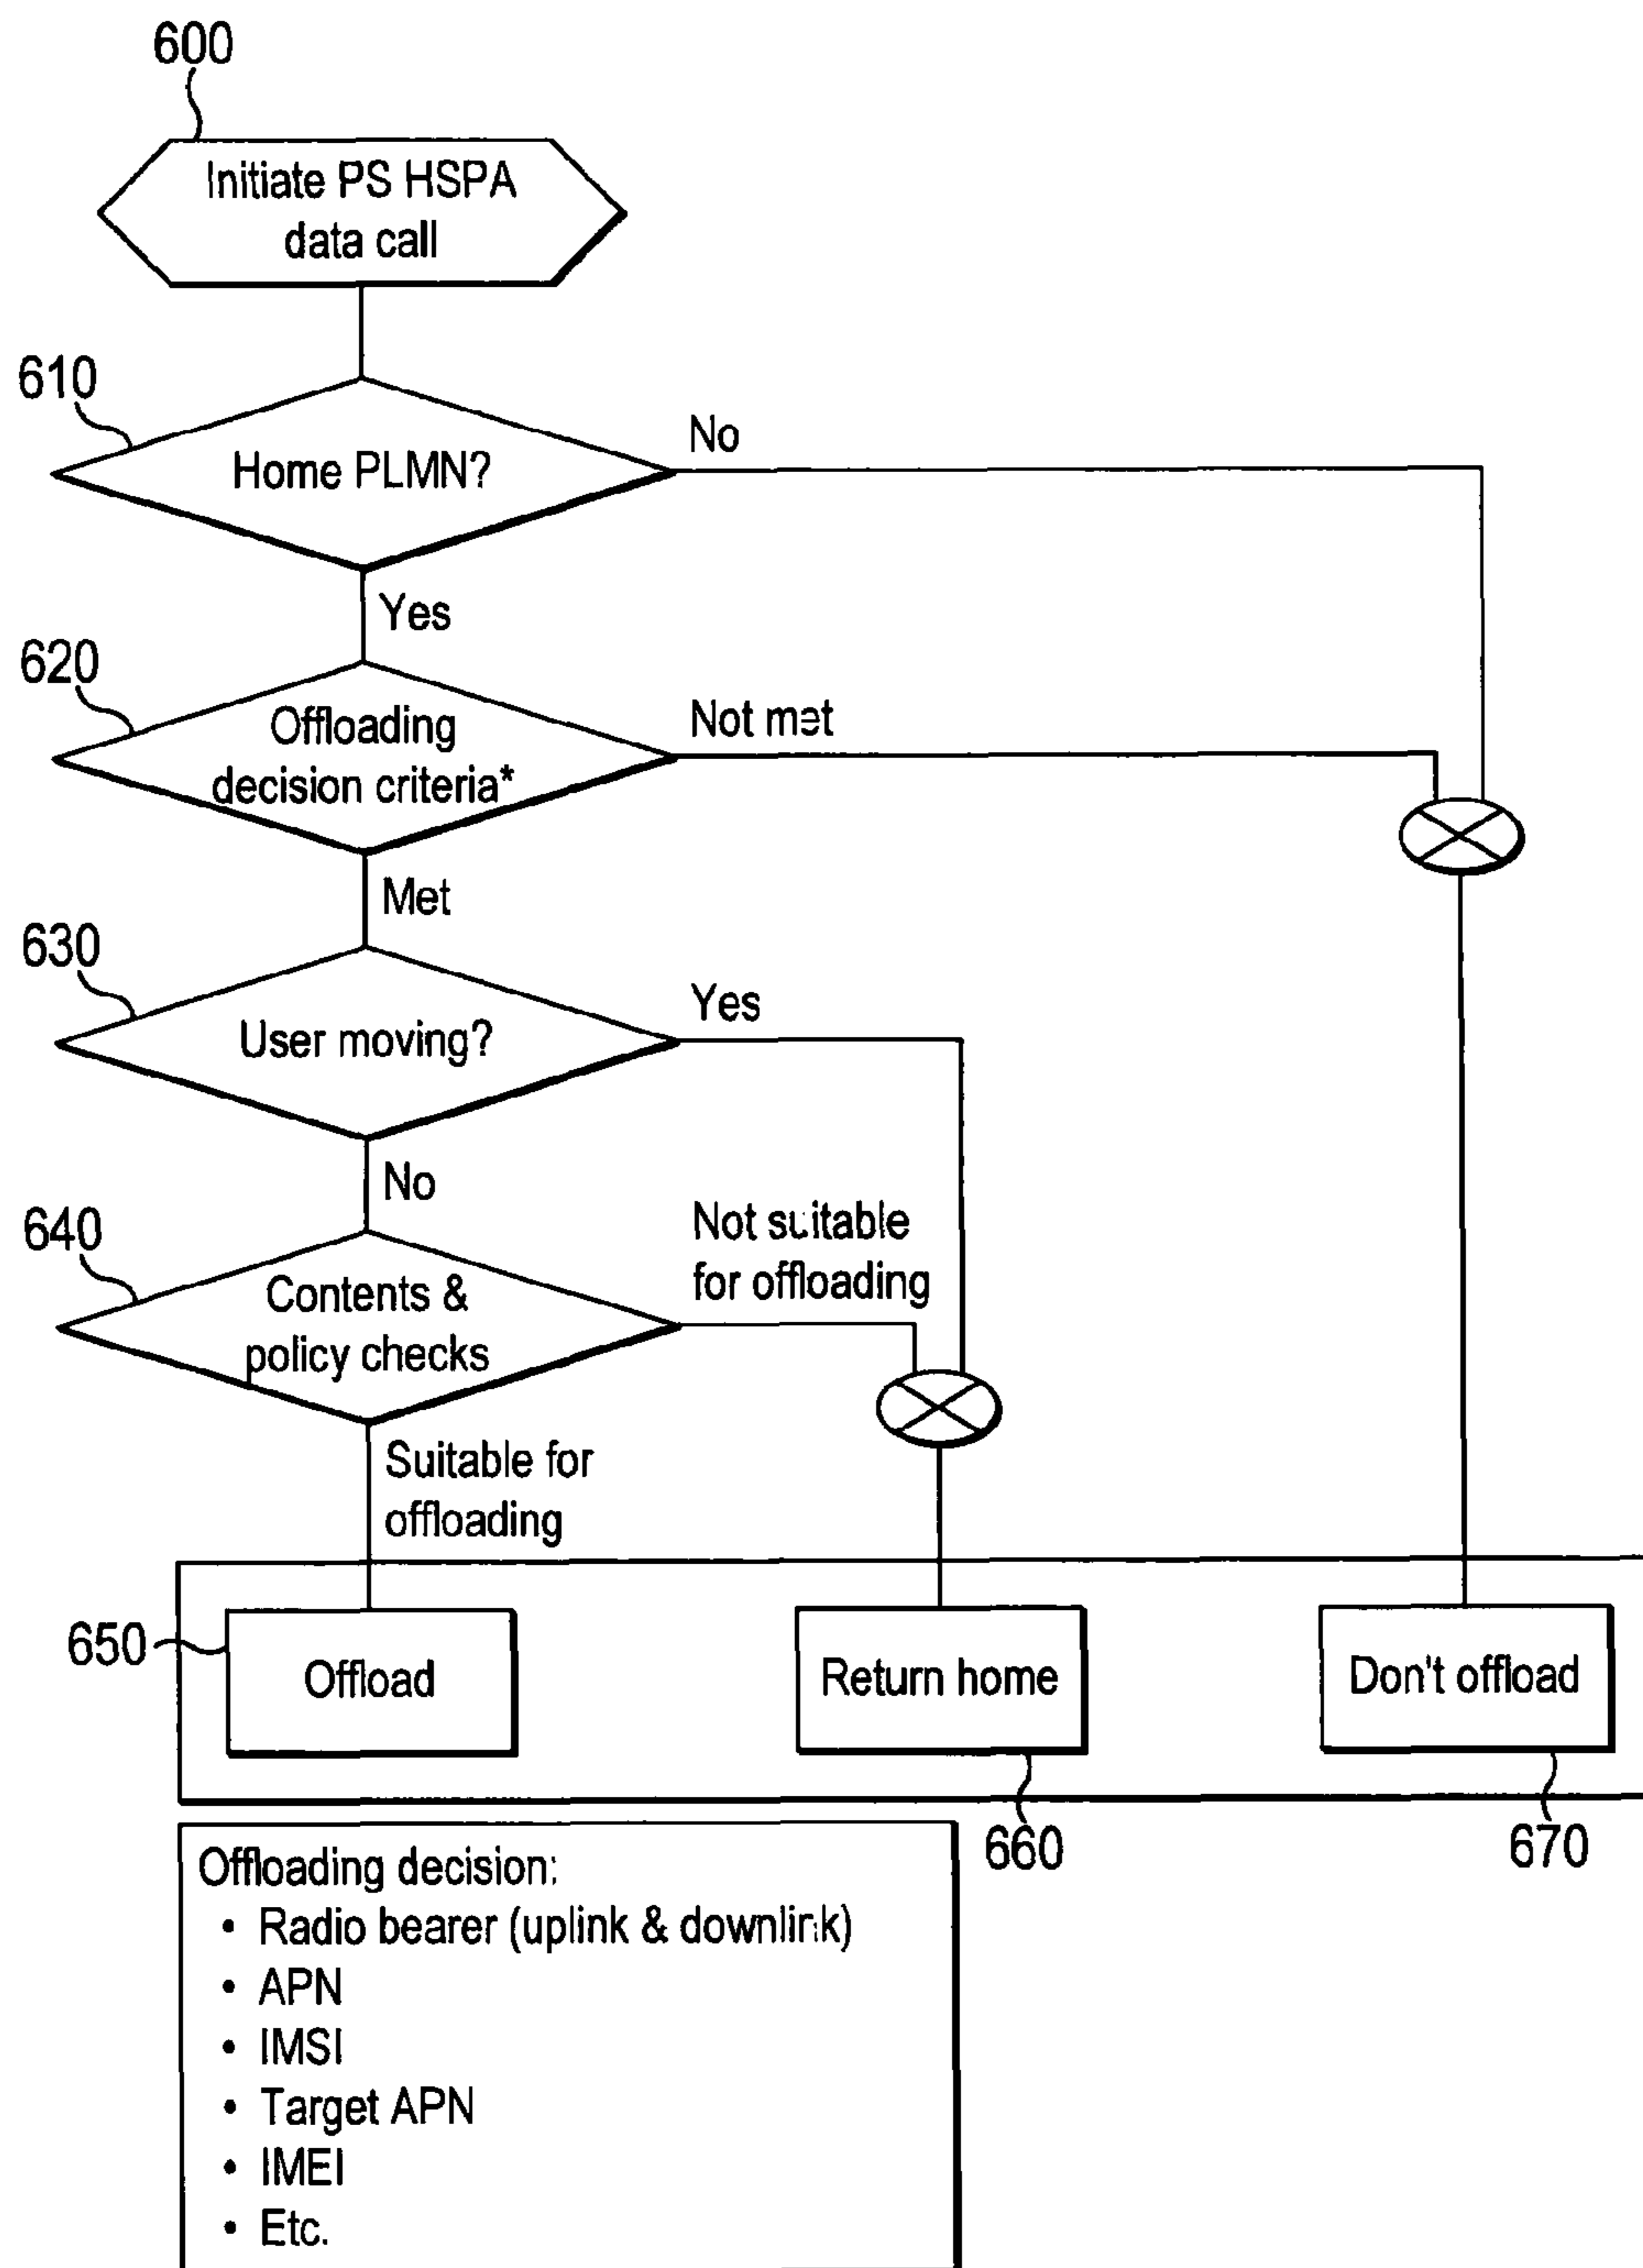 600
Initiate PS HSPA
data call
610
Home PLMN?
No
Yes
620
Offloading
decision criteria*
Not met
Met
630
User moving?
Yes
No
640
Contents &
policy checks
Not suitable
for offloading
Suitable for
offloading
650
Offload
Return home
Don't offload
660
670
Offloading decision:
• Radio bearer (uplink & downlink)
• APN
• IMSI
• Target APN
• IMEI
• Etc.